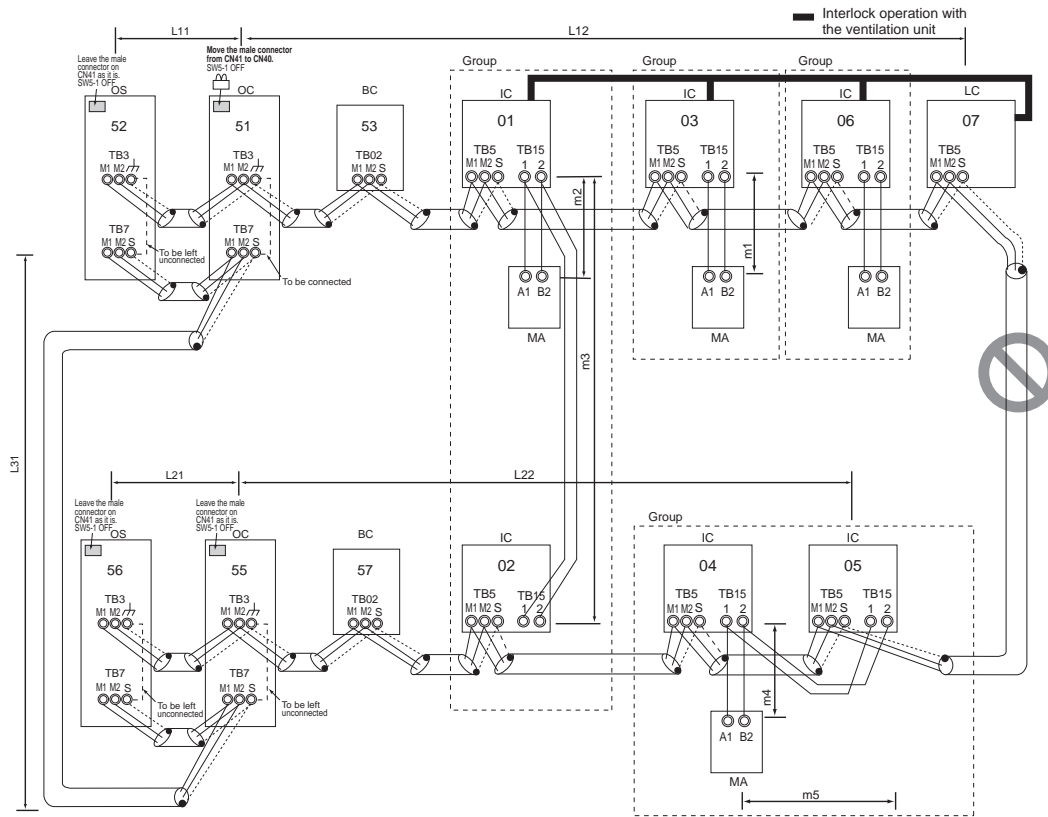 Interlock operation with
the ventilation unit
L11
L12
Leave the male
connector on
CN41 as it is.
SW5-1 OFF
Move the male connector
from CN41 to CN40.
SW5-1 OFF
OS
OC
BC
Group
Group
Group
IC
IC
IC
LC
52
51
53
01
03
06
07
TB3
TB3
TB02
TB5
TB15
TB5
TB15
TB5
TB15
TB5
M1 M2
M1 M2
M1 M2 S
M1 M2 S
1 2
M1 M2 S
1 2
M1 M2 S
1 2
M1 M2 S
m2
m1
TB7
TB7
M1 M2 S
M1 M2 S
To be left
unconnected
To be connected
A1 B2
A1 B2
A1 B2
MA
MA
MA
m3
L31
L21
L22
Leave the male
connector on
CN41 as it is.
SW5-1 OFF
Leave the male
connector on
CN41 as it is.
SW5-1 OFF
OS
OC
BC
IC
Group
IC
IC
56
55
57
02
04
05
TB3
TB3
TB02
TB5
TB15
TB5
TB15
TB5
TB15
M1 M2
M1 M2
M1 M2 S
M1 M2 S
1 2
M1 M2 S
1 2
M1 M2 S
1 2
TB7
TB7
M1 M2 S
M1 M2 S
To be left
unconnected
To be left
unconnected
m4
A1 B2
MA
m5